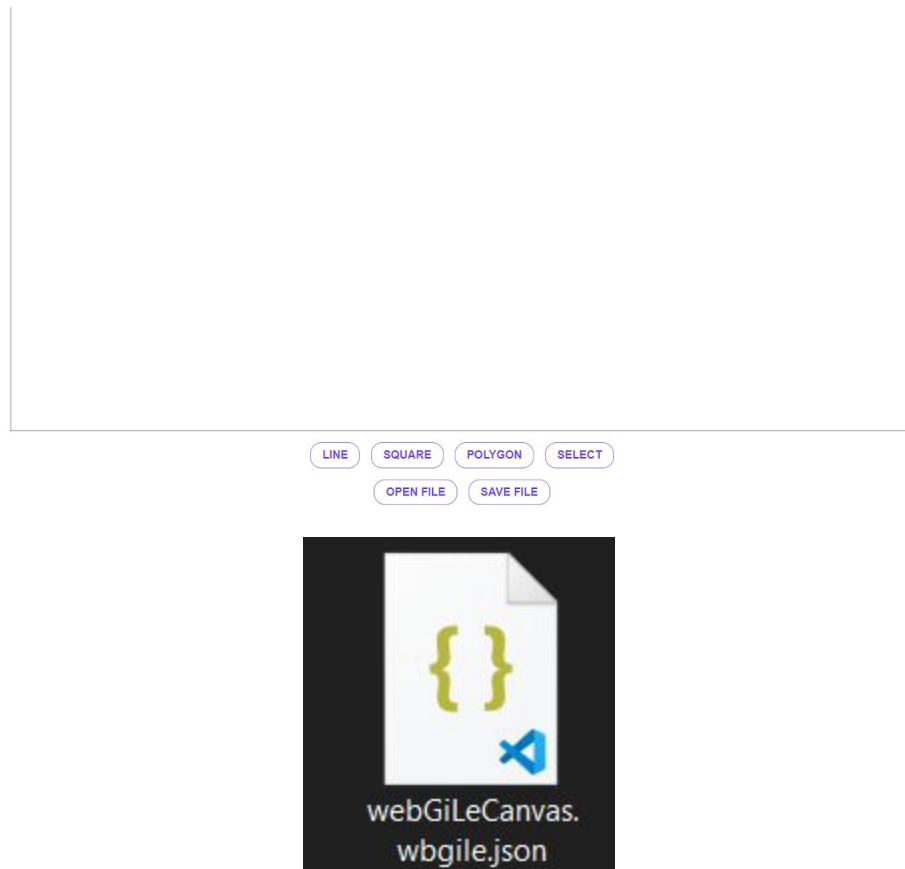 LINE SQUARE POLYGON SELECT
OPEN FILE SAVE FILE
{ }
webGiLeCanvas.
wbgile.json